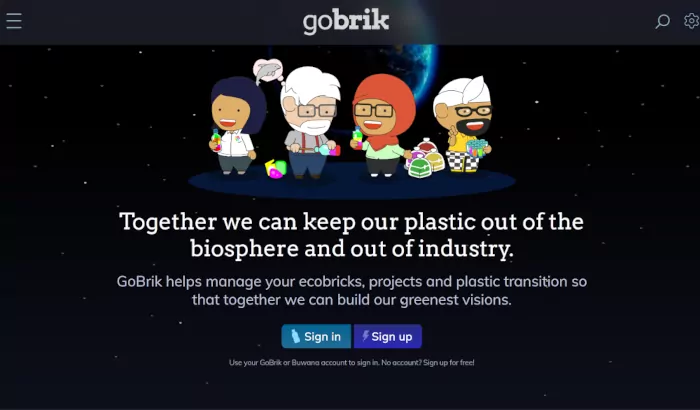 gobrik
Together we can keep our plastic out of the
biosphere and out of industry.
GoBrik helps manage your ecobricks, projects and plastic transition so
that together we can build our greenest visions.
Sign in
Sign up
Use your GoBrik or Buwana account to sign in. No account? Sign up for free!